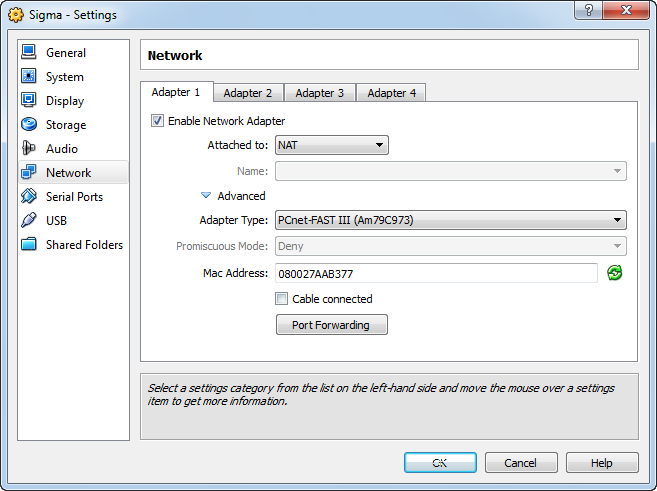 Sigma - Settings
General
System
Display
Storage
Audio
Network
Serial Ports
USB
Shared Folders
Network
Adapter 1 Adapter 2 Adapter 3 Adapter 4
Enable Network Adapter
Attached to: NAT
Name:
Advanced
Adapter Type: PCnet-FAST III (Am79C973)
Promiscuous Mode: Deny
Mac Address: 080027AAB377
Cable connected
Port Forwarding
Select a settings category from the list on the left-hand side and move the mouse over a settings
item to get more information.
OK Cancel Help